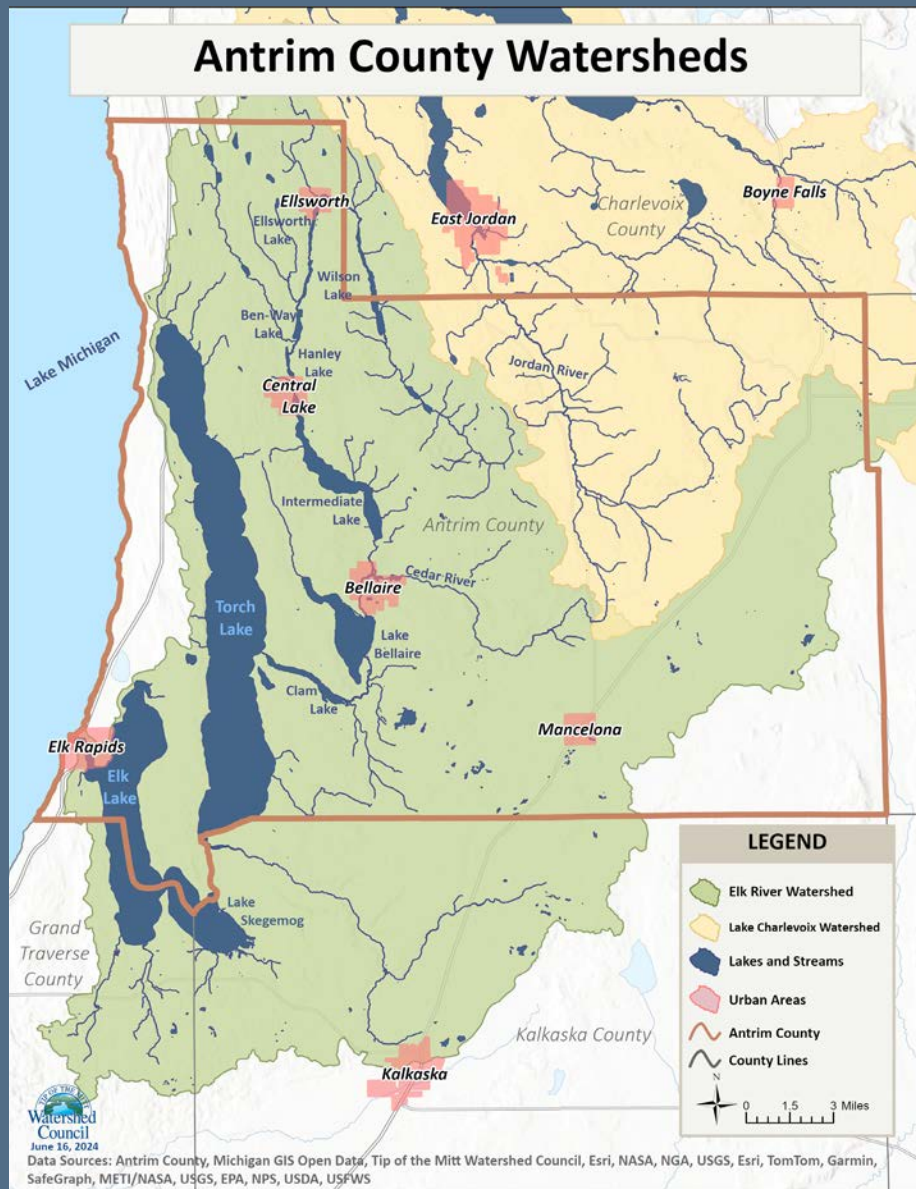 Antrim County Watersheds
Ellsworth
Ellsworth
Lake
East Jordan
Charlevoix
County
Boyne Falls
Wilson
Lake
Lake Michigan
Ben-Way
Lake
Hanley
Lake
Jordan River
Central
Lake
Intermediate
Lake
Antrim County
Cedar River
Bellaire
Torch
Lake
Lake
Bellaire
Clam
Lake
Mancelona
Elk Rapids
Elk
Lake
Lake
Skegemog
Grand
Traverse
County
Kalkaska County
Kalkaska
LEGEND
Elk River Watershed
Lake Charlevoix Watershed
Lakes and Streams
Urban Areas
Antrim County
County Lines
N
0 1.5 3 Miles
TIP OF THE MITT
Watershed
Council
June 16, 2024
Data Sources: Antrim County, Michigan GIS Open Data, Tip of the Mitt Watershed Council, Esri, NASA, NGA, USGS, Esri, TomTom, Garmin,
SafeGraph, METI/NASA, USGS, EPA, NPS, USDA, USFWS